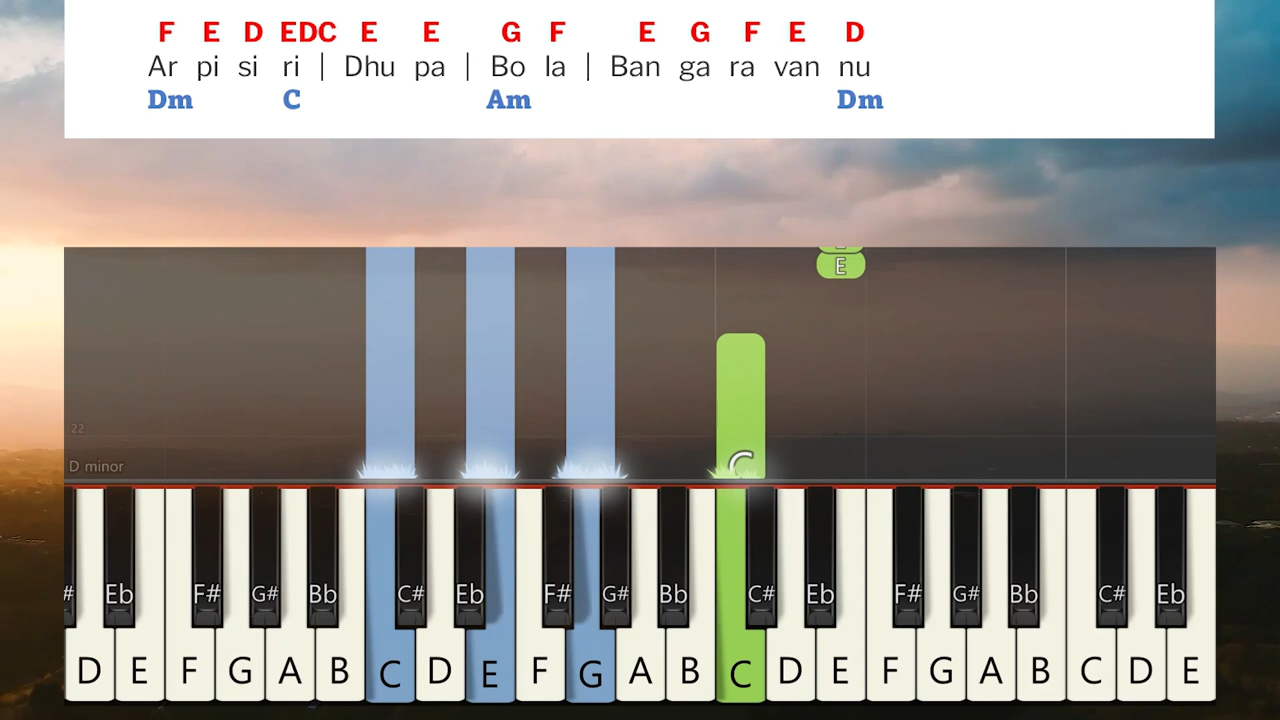 F E D EDC E E G F E G F E D
Ar pi si ri | Dhu pa | Bo la | Ban ga ra van nu
Dm C Am Dm
E
22
C
D minor
# Eb F# G# Bb C# Eb F# G# Bb C# Eb F# G# Bb C# Eb
D E F G A B C D E F G A B C D E F G A B C D E